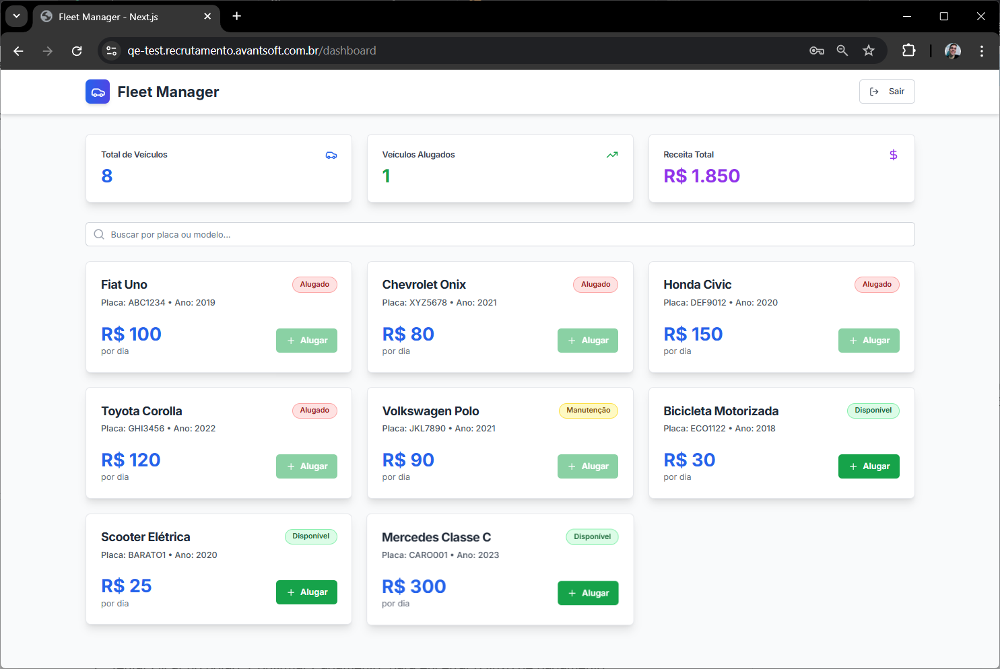 Fleet Manager - Next.js
qe-test.recrutamento.avantsoft.com.br/dashboard
Fleet Manager
Sair
Total de Veículos
8
Veículos Alugados
1
Receita Total
R$ 1.850
Buscar por placa ou modelo...
Fiat Uno
Alugado
Placa: ABC1234 • Ano: 2019
R$ 100
por dia
+ Alugar
Chevrolet Onix
Alugado
Placa: XYZ5678 • Ano: 2021
R$ 80
por dia
+ Alugar
Honda Civic
Alugado
Placa: DEF9012 • Ano: 2020
R$ 150
por dia
+ Alugar
Toyota Corolla
Alugado
Placa: GHI3456 • Ano: 2022
R$ 120
por dia
+ Alugar
Volkswagen Polo
Manutenção
Placa: JKL7890 • Ano: 2021
R$ 90
por dia
+ Alugar
Bicicleta Motorizada
Disponível
Placa: ECO1122 • Ano: 2018
R$ 30
por dia
+ Alugar
Scooter Elétrica
Disponível
Placa: BARATO1 • Ano: 2020
R$ 25
por dia
+ Alugar
Mercedes Classe C
Disponível
Placa: CARO001 • Ano: 2023
R$ 300
por dia
+ Alugar